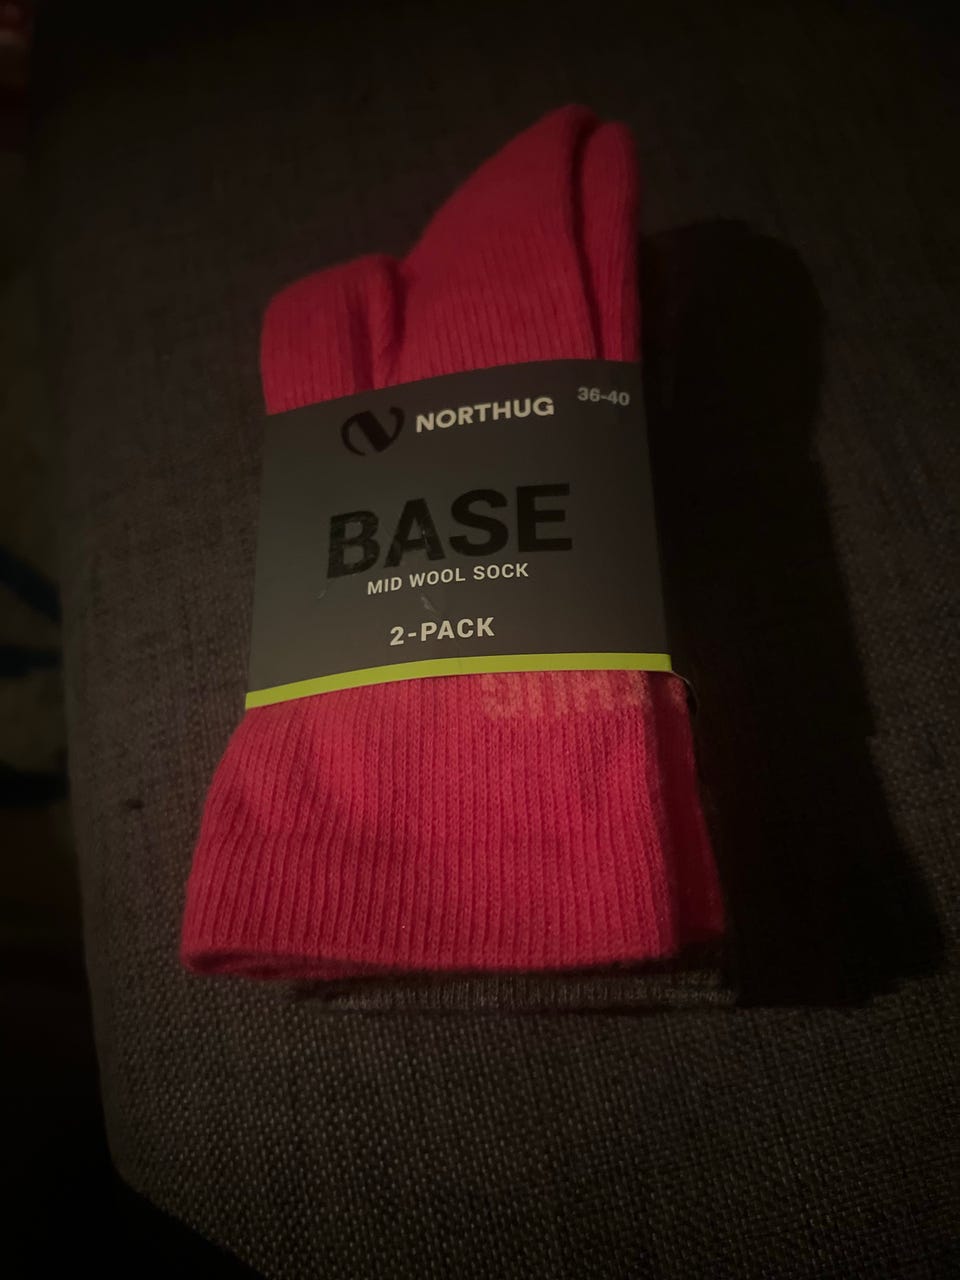 NORTHUG
36-40
BASE
MID WOOL SOCK
2-PACK